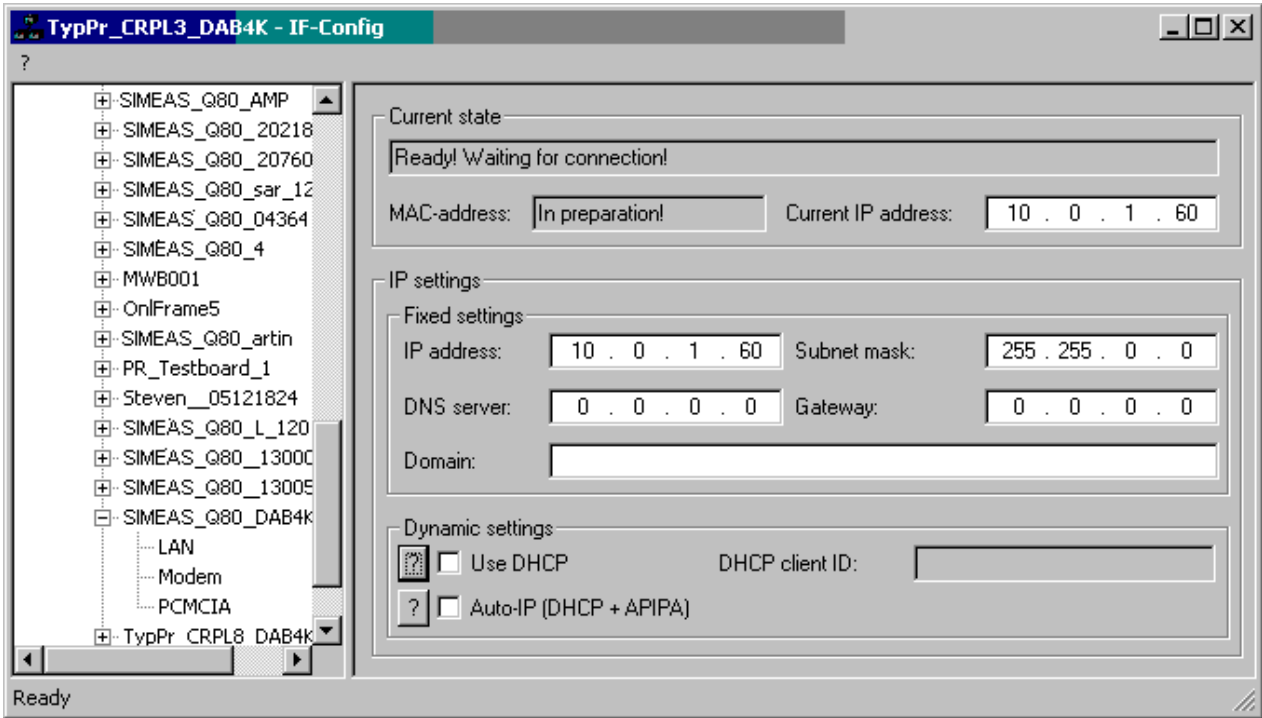 TypPr_CRPL3_DAB4K - IF-Config
?
SIMEAS_Q80_AMP
SIMEAS_Q80_20218
SIMEAS_Q80_20760
SIMEAS_Q80_sar_12
SIMEAS_Q80_04364
SIMEAS_Q80_4
MWB001
OnlFrame5
SIMEAS_Q80_artin
PR_Testboard_1
Steven__05121824
SIMEAS_Q80_L_120
SIMEAS_Q80__1300C
SIMEAS_Q80__13005
SIMEAS_Q80_DAB4K
LAN
Modem
PCMCIA
TypPr_CRPL8_DAB4K
Current state
Ready! Waiting for connection!
MAC-address: In preparation! Current IP address: 10 . 0 . 1 . 60
IP settings
Fixed settings
IP address: 10 . 0 . 1 . 60 Subnet mask: 255 . 255 . 0 . 0
DNS server: 0 . 0 . 0 . 0 Gateway: 0 . 0 . 0 . 0
Domain:
Dynamic settings
? Use DHCP DHCP client ID:
? Auto-IP (DHCP + APIPA)
Ready